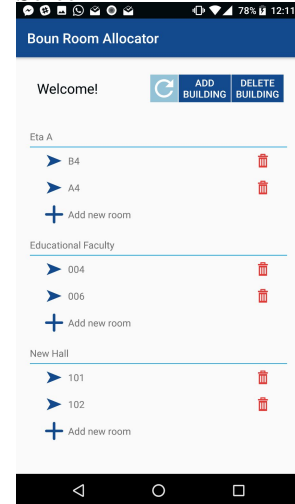 78% 12:11
Boun Room Allocator
Welcome!
ADD BUILDING
DELETE BUILDING
Eta A
B4
A4
Add new room
Educational Faculty
004
006
Add new room
New Hall
101
102
Add new room